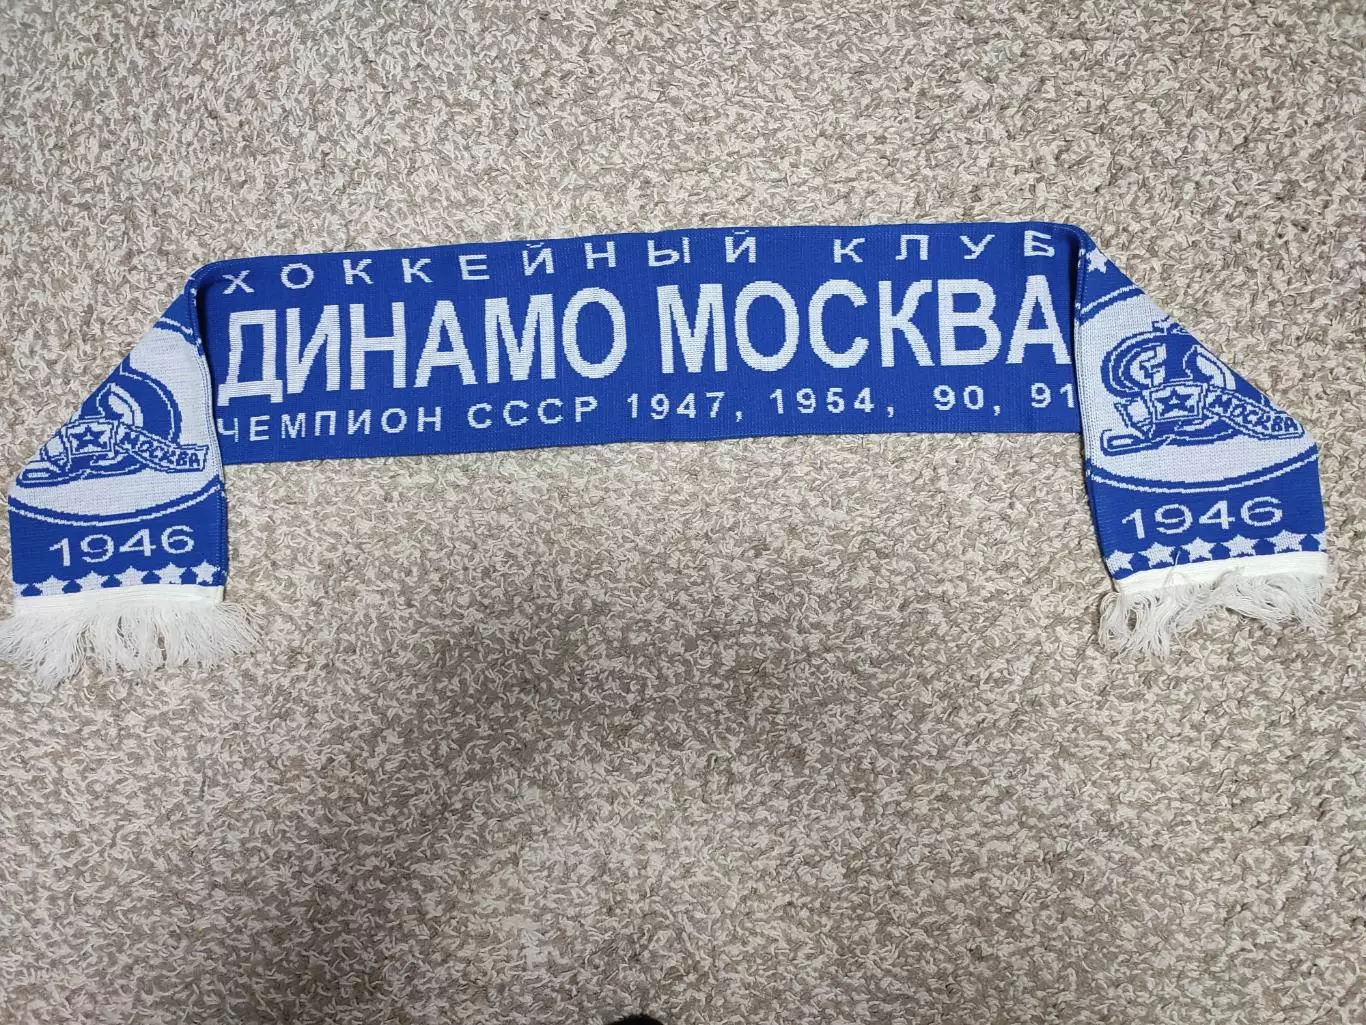 ХОККЕЙНЫЙ КЛУБ
ДИНАМО МОСКВА
ЧЕМПИОН СССР 1947, 1954, 90, 91
МОСКВА
1946
МОСКВА
1946